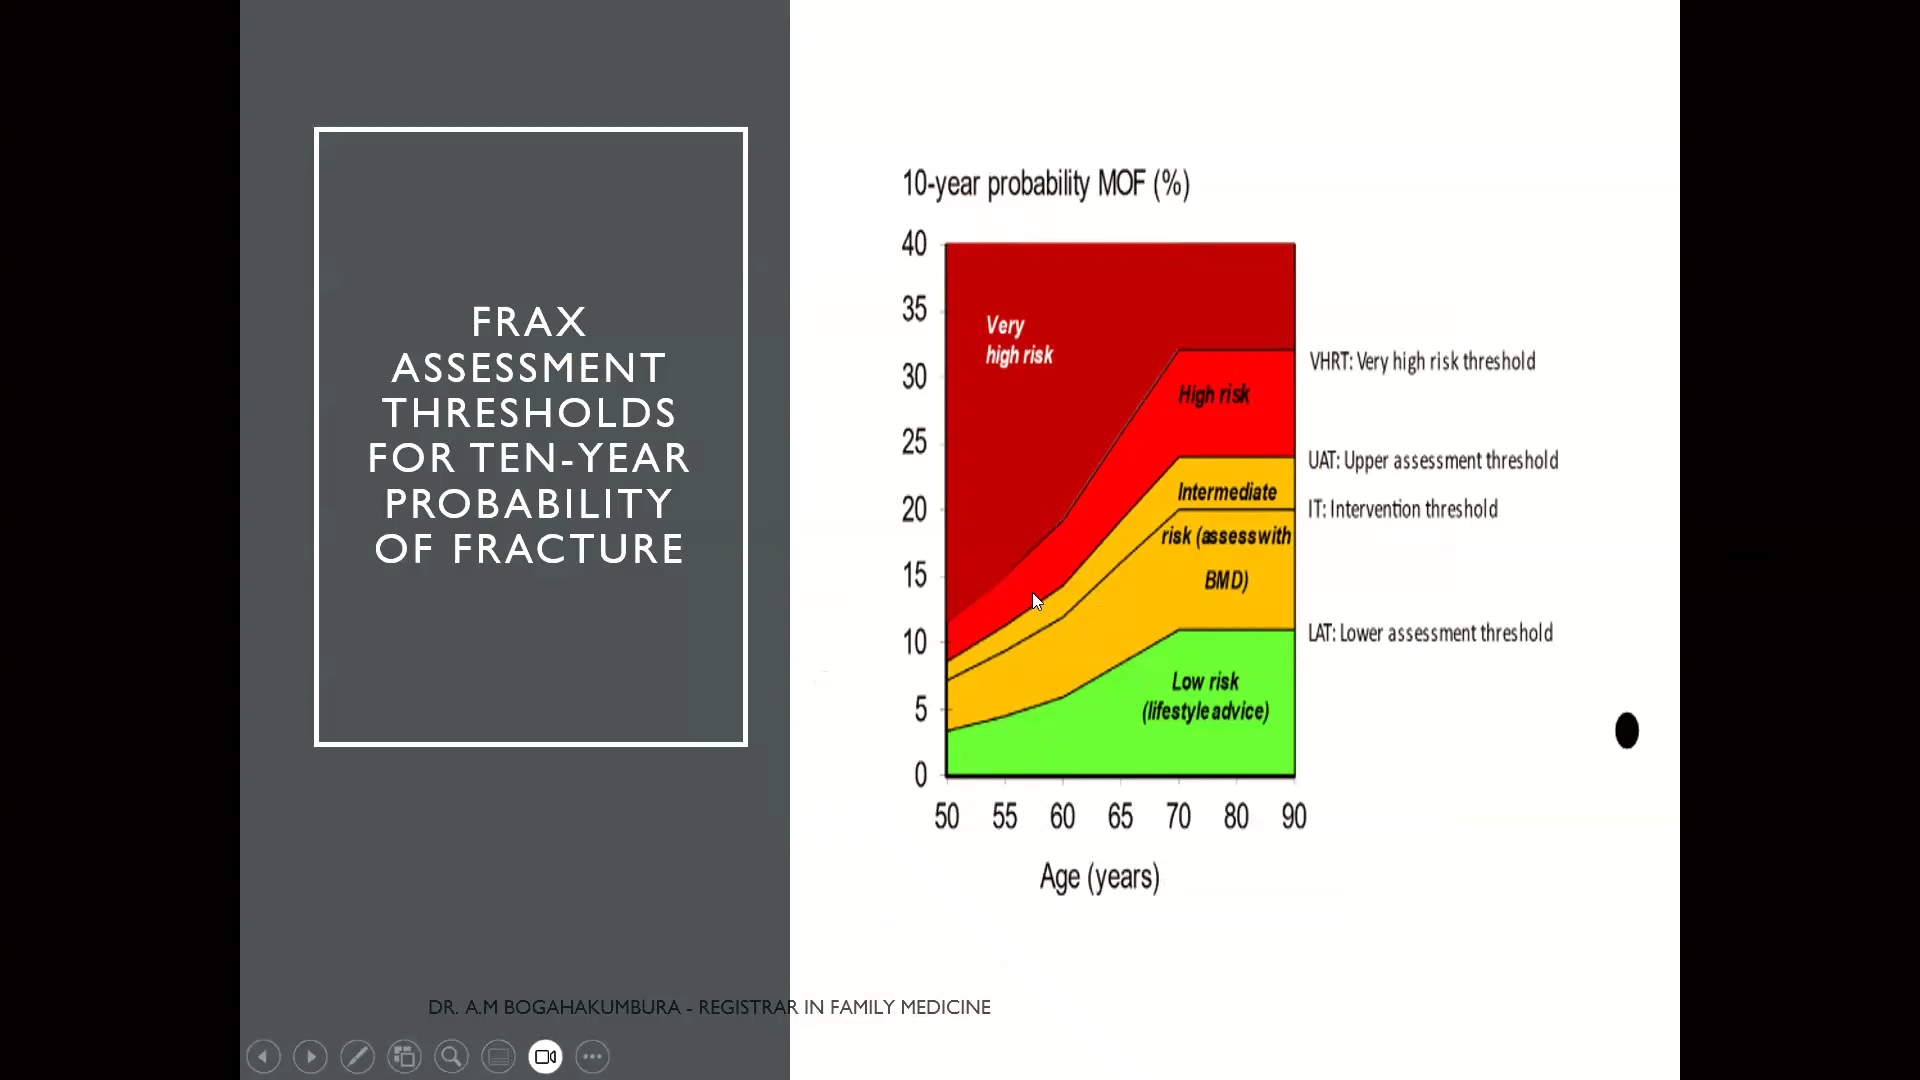 FRAX
ASSESSMENT
THRESHOLDS
FOR TEN-YEAR
PROBABILITY
OF FRACTURE
10-year probability MOF (%)
40
35
30
25
20
15
10
5
0
Very
high risk
High risk
Intermediate
risk (assess with
BMD)
Low risk
(lifestyle advice)
VHRT: Very high risk threshold
UAT: Upper assessment threshold
IT: Intervention threshold
LAT: Lower assessment threshold
50 55 60 65 70 80 90
Age (years)
DR. A.M BOGAHAKUMBURA - REGISTRAR IN FAMILY MEDICINE